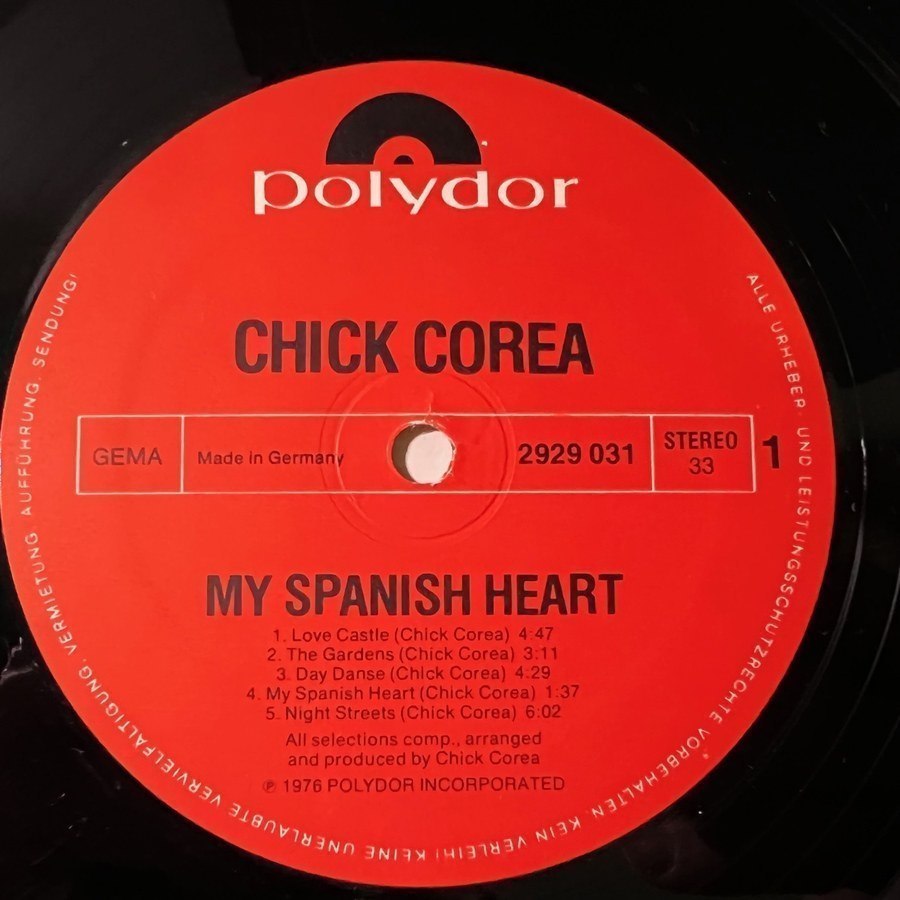 polydor
CHICK COREA
GEMA
Made in Germany
2929 031
STEREO
33
1
MY SPANISH HEART
1. Love Castle (Chick Corea) 4:47
2. The Gardens (Chick Corea) 3:11
3. Day Danse (Chick Corea) 4:29
4. My Spanish Heart (Chick Corea) 1:37
5. Night Streets (Chick Corea) 6:02
All selections comp., arranged
and produced by Chick Corea
℗ 1976 POLYDOR INCORPORATED
ALLE URHEBER- UND LEISTUNGSSCHUTZRECHTE VORBEHALTEN. KEIN VERLEIH! KEINE UNERLAUBTE VERVIELFÄLTIGUNG, VERMIETUNG, AUFFÜHRUNG, SENDUNG!